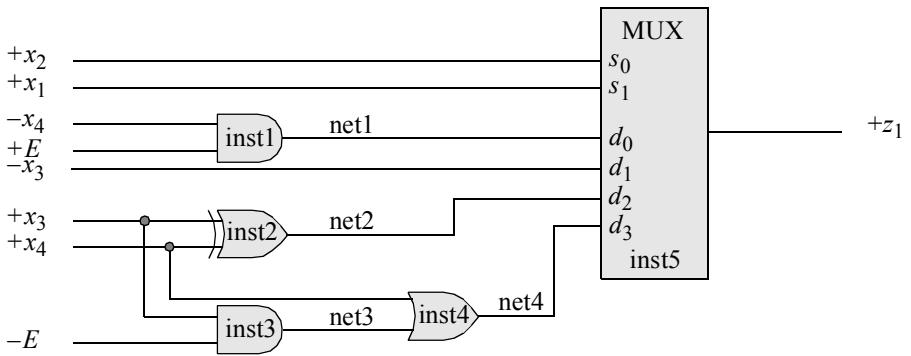 MUX
+x₂
s₀
+x₁
s₁
–x₄
inst1
net1
+E
d₀
+z₁
–x₃
d₁
+x₃
d₂
inst2
net2
+x₄
d₃
inst5
net4
inst4
inst3
net3
–E